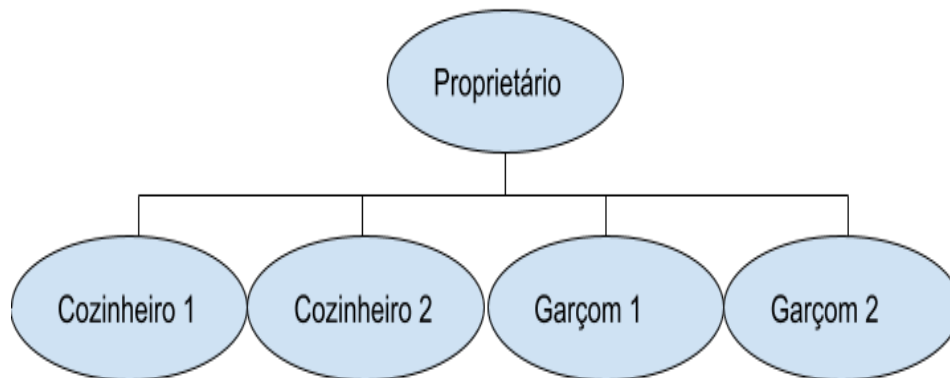 Proprietário
Cozinheiro 1
Cozinheiro 2
Garçom 1
Garçom 2